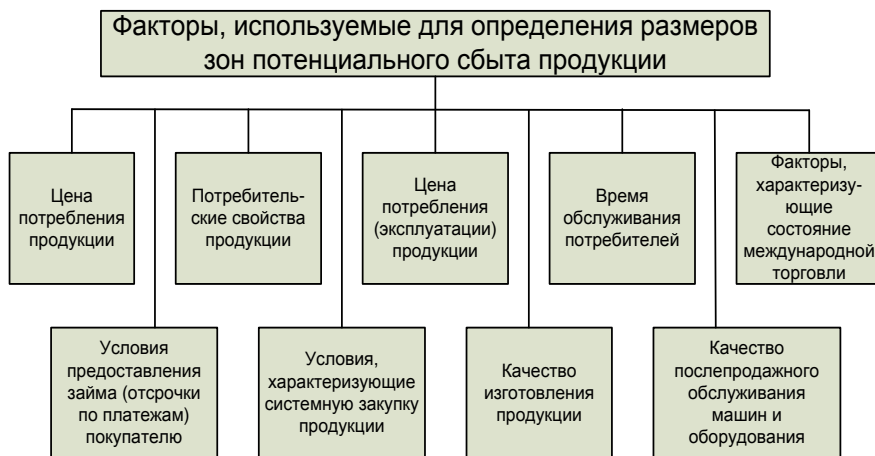 Факторы, используемые для определения размеров
зон потенциального сбыта продукции
Цена
потребления
продукции
Потребитель-
ские свойства
продукции
Цена
потребления
(эксплуатации)
продукции
Время
обслуживания
потребителей
Факторы,
характеризу-
ющие
состояние
международной
торговли
Условия
предоставления
займа (отсрочки
по платежам)
покупателю
Условия,
характеризующие
системную закупку
продукции
Качество
изготовления
продукции
Качество
послепродажного
обслуживания
машин и
оборудования